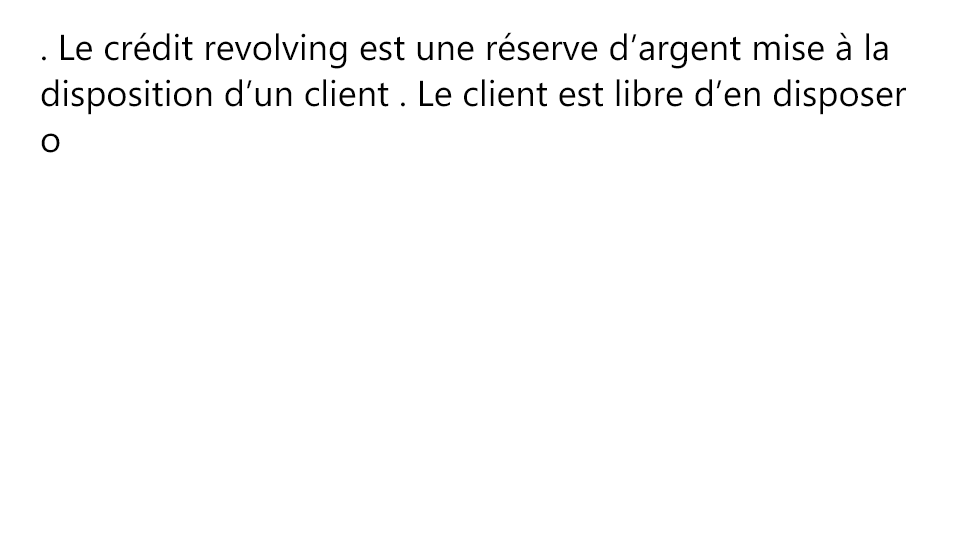 . Le crédit revolving est une réserve d’argent mise à la
disposition d’un client . Le client est libre d’en disposer
o